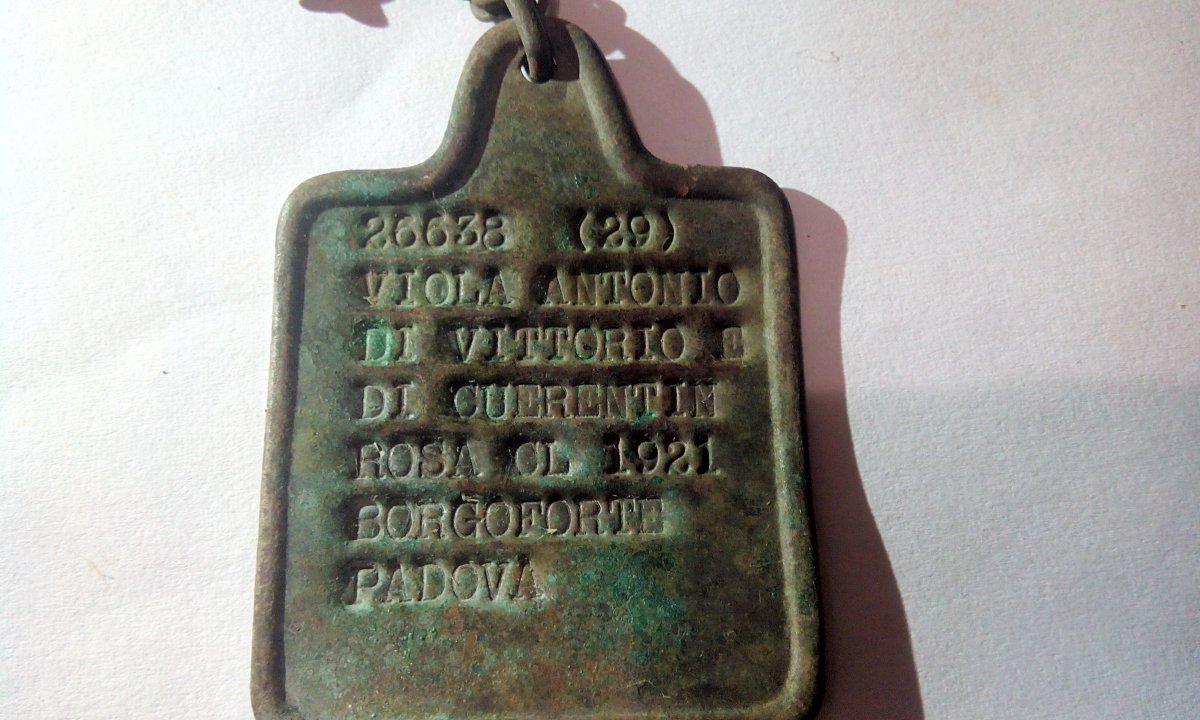 26638 (29)
VIOLA ANTONIO
DI VITTORIO E
DI CUERENTIN
ROSA CL 1921
BORGOFORTE
PADOVA